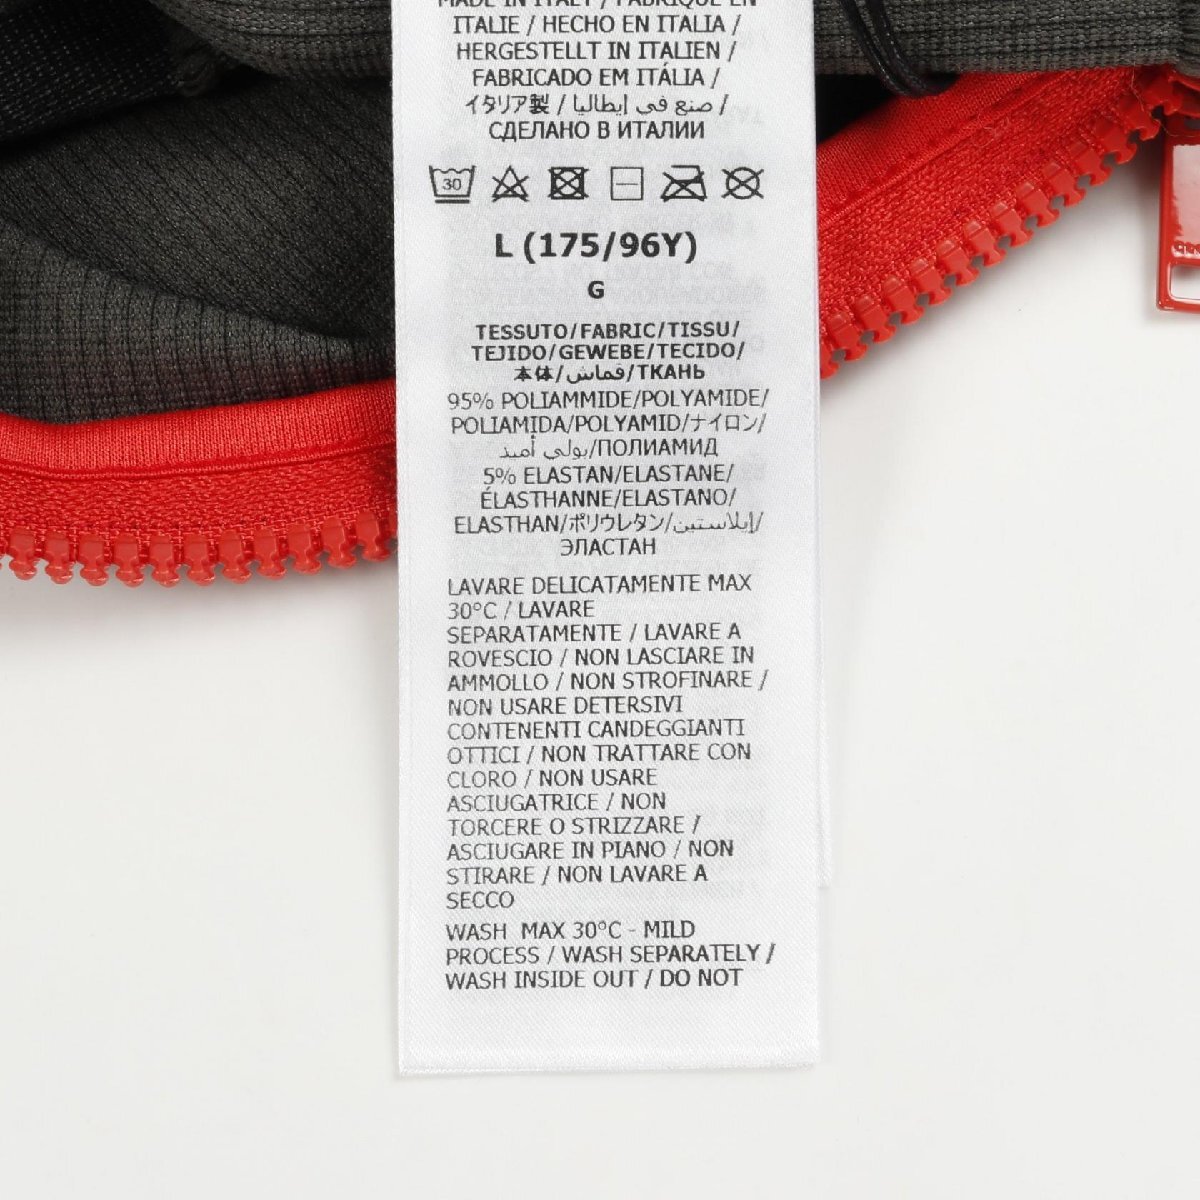 MADE IN ITALY / FABRIQUÉ EN
ITALIE / HECHO EN ITALIA /
HERGESTELLT IN ITALIEN /
FABRICADO EM ITÁLIA /
イタリア製 / صنع في إيطاليا /
СДЕЛАНО В ИТАЛИИ
30
L (175/96Y)
G
TESSUTO/FABRIC/TISSU/
TEJIDO/GEWEBE/TECIDO/
本体/قماش/ТКАНЬ
95% POLIAMMIDE/POLYAMIDE/
POLIAMIDA/POLYAMID/ナイロン/
بولي أميد/ПОЛИАМИД
5% ELASTAN/ELASTANE/
ÉLASTHANNE/ELASTANO/
ELASTHAN/ポリウレタン/إيلاستين/
ЭЛАСТАН
LAVARE DELICATAMENTE MAX
30°C / LAVARE
SEPARATAMENTE / LAVARE A
ROVESCIO / NON LASCIARE IN
AMMOLLO / NON STROFINARE /
NON USARE DETERSIVI
CONTENENTI CANDEGGIANTI
OTTICI / NON TRATTARE CON
CLORO / NON USARE
ASCIUGATRICE / NON
TORCERE O STRIZZARE /
ASCIUGARE IN PIANO / NON
STIRARE / NON LAVARE A
SECCO
WASH MAX 30°C - MILD
PROCESS / WASH SEPARATELY /
WASH INSIDE OUT / DO NOT